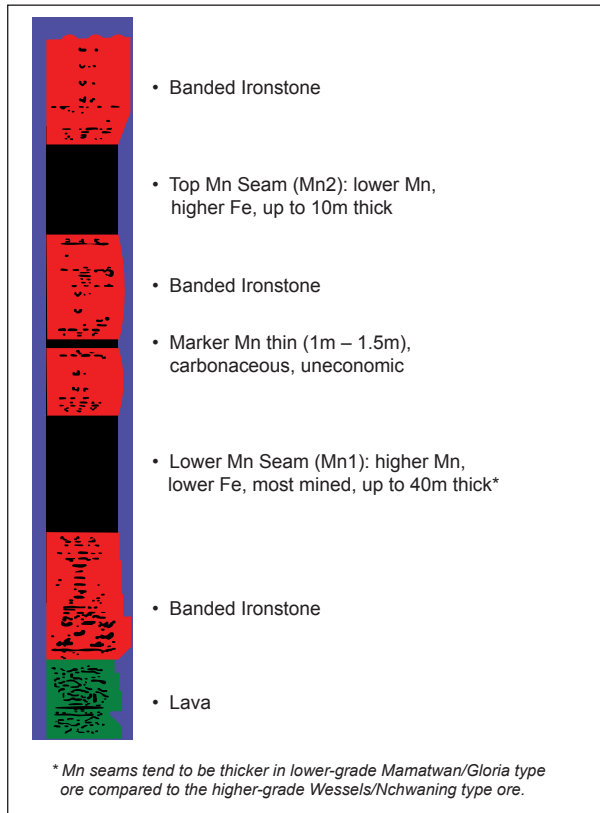 • Banded Ironstone
• Top Mn Seam (Mn2): lower Mn,
higher Fe, up to 10m thick
• Banded Ironstone
• Marker Mn thin (1m – 1.5m),
carbonaceous, uneconomic
• Lower Mn Seam (Mn1): higher Mn,
lower Fe, most mined, up to 40m thick*
• Banded Ironstone
• Lava
* Mn seams tend to be thicker in lower-grade Mamatwan/Gloria type
ore compared to the higher-grade Wessels/Nchwaning type ore.